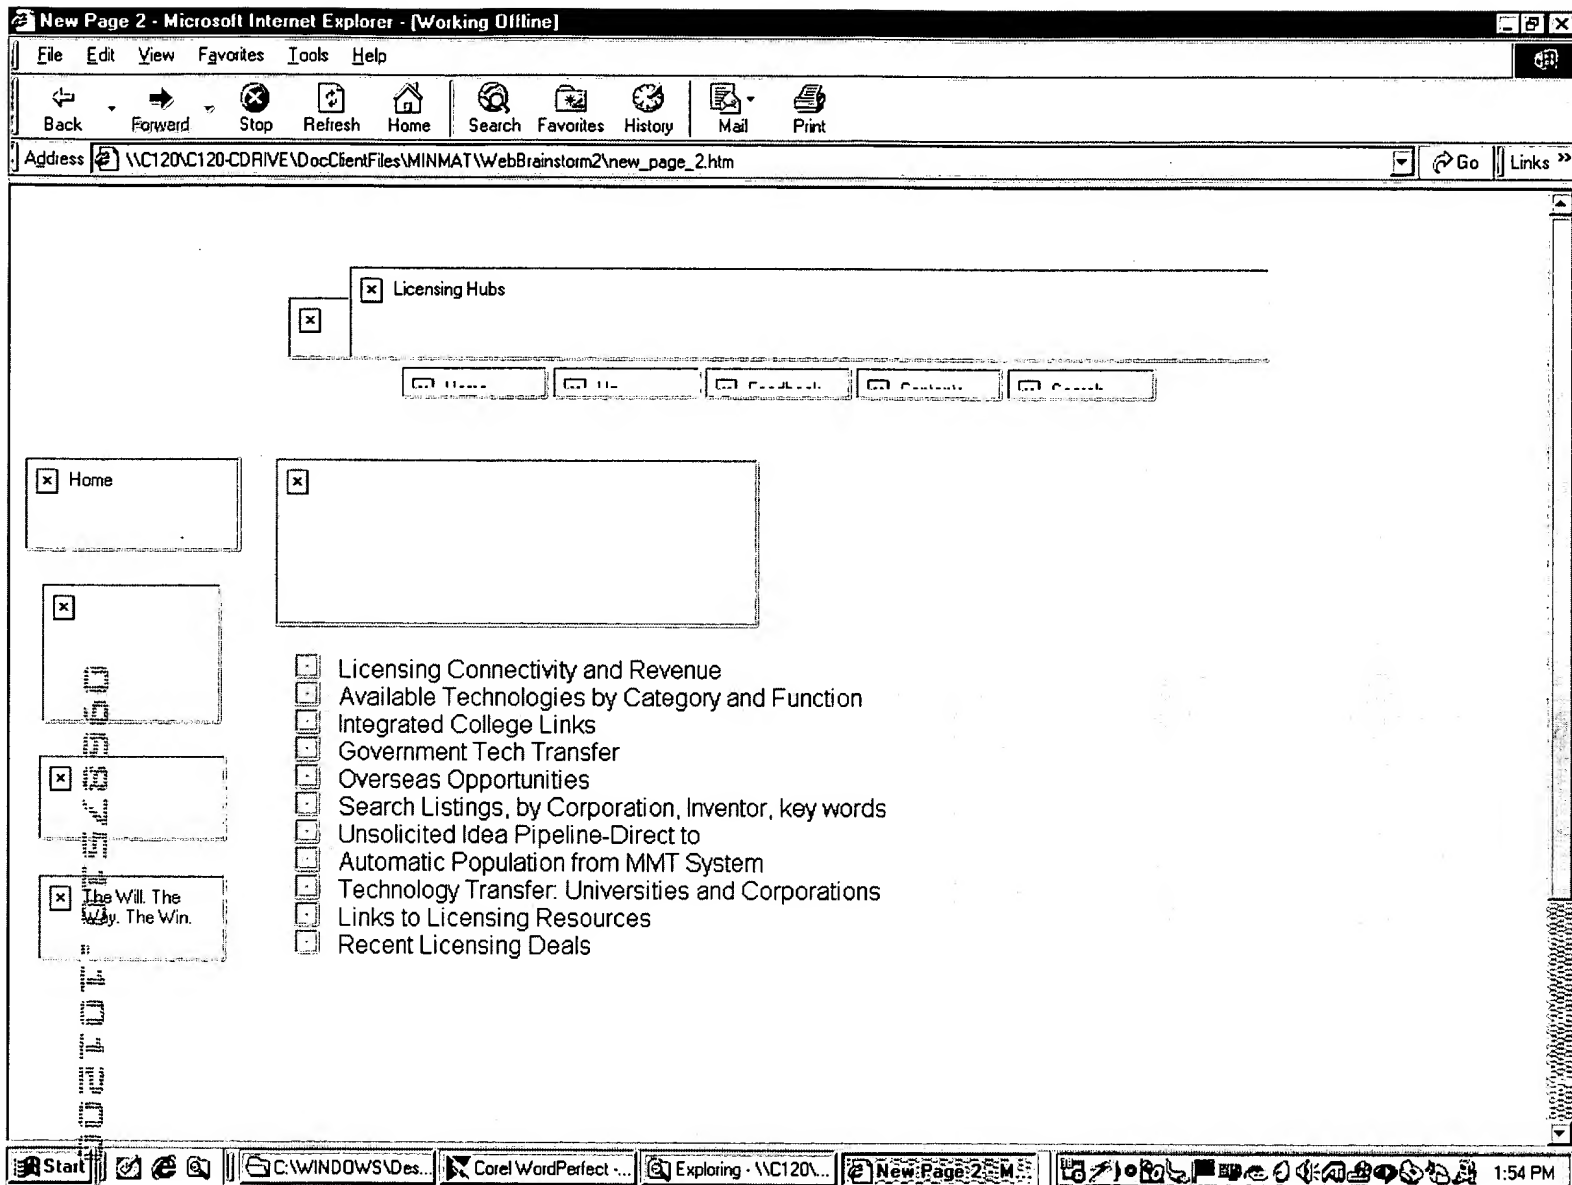 New Page 2 - Microsoft Internet Explorer - [Working Offline]
File Edit View Favorites Tools Help
Back Forward Stop Refresh Home Search Favorites History Mail Print
Address \\C120\C120-CDRIVE\DocClientFiles\MINMAT\WebBrainstorm2\new_page_2.htm Go Links »
Licensing Hubs
Home
Licensing Connectivity and Revenue
Available Technologies by Category and Function
Integrated College Links
Government Tech Transfer
Overseas Opportunities
Search Listings, by Corporation, Inventor, key words
Unsolicited Idea Pipeline-Direct to
Automatic Population from MMT System
Technology Transfer: Universities and Corporations
Links to Licensing Resources
Recent Licensing Deals
The Will. The
Way. The Win.
Start C:\WINDOWS\Des... Corel WordPerfect -... Exploring - \\C120\... New Page 2 - M... 1:54 PM